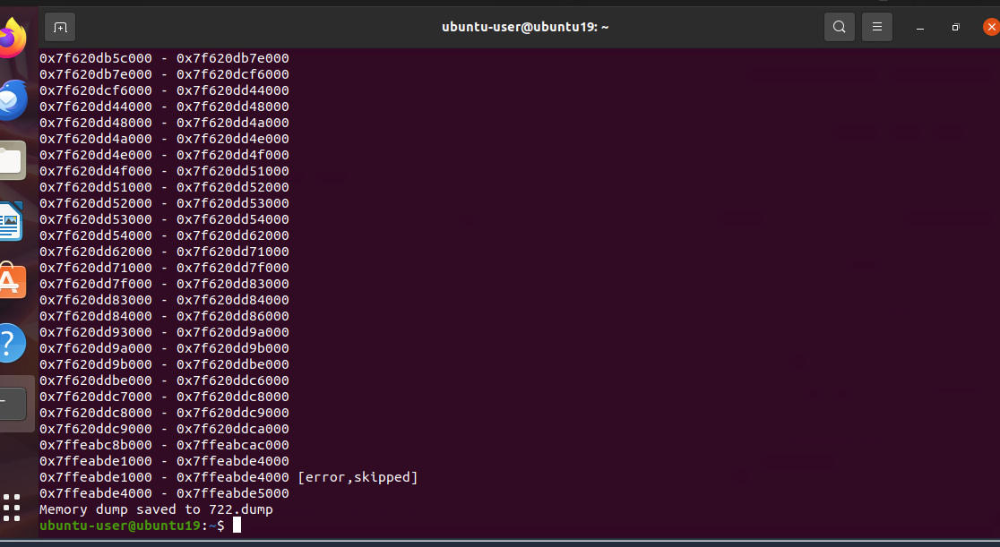 ubuntu-user@ubuntu19: ~
0x7f620db5c000 - 0x7f620db7e000
0x7f620db7e000 - 0x7f620dcf6000
0x7f620dcf6000 - 0x7f620dd44000
0x7f620dd44000 - 0x7f620dd48000
0x7f620dd48000 - 0x7f620dd4a000
0x7f620dd4a000 - 0x7f620dd4e000
0x7f620dd4e000 - 0x7f620dd4f000
0x7f620dd4f000 - 0x7f620dd51000
0x7f620dd51000 - 0x7f620dd52000
0x7f620dd52000 - 0x7f620dd53000
0x7f620dd53000 - 0x7f620dd54000
0x7f620dd54000 - 0x7f620dd62000
0x7f620dd62000 - 0x7f620dd71000
0x7f620dd71000 - 0x7f620dd7f000
0x7f620dd7f000 - 0x7f620dd83000
0x7f620dd83000 - 0x7f620dd84000
0x7f620dd84000 - 0x7f620dd86000
0x7f620dd93000 - 0x7f620dd9a000
0x7f620dd9a000 - 0x7f620dd9b000
0x7f620dd9b000 - 0x7f620ddbe000
0x7f620ddbe000 - 0x7f620ddc6000
0x7f620ddc7000 - 0x7f620ddc8000
0x7f620ddc8000 - 0x7f620ddc9000
0x7f620ddc9000 - 0x7f620ddca000
0x7ffeabc8b000 - 0x7ffeabcac000
0x7ffeabde1000 - 0x7ffeabde4000
0x7ffeabde1000 - 0x7ffeabde4000 [error,skipped]
0x7ffeabde4000 - 0x7ffeabde5000
Memory dump saved to 722.dump
ubuntu-user@ubuntu19:~$